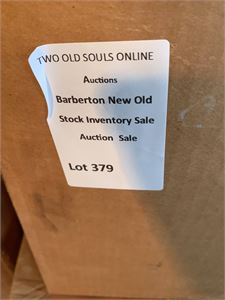 TWO OLD SOULS ONLINE
Auctions
Barberton New Old
Stock Inventory Sale
Auction Sale
Lot 379